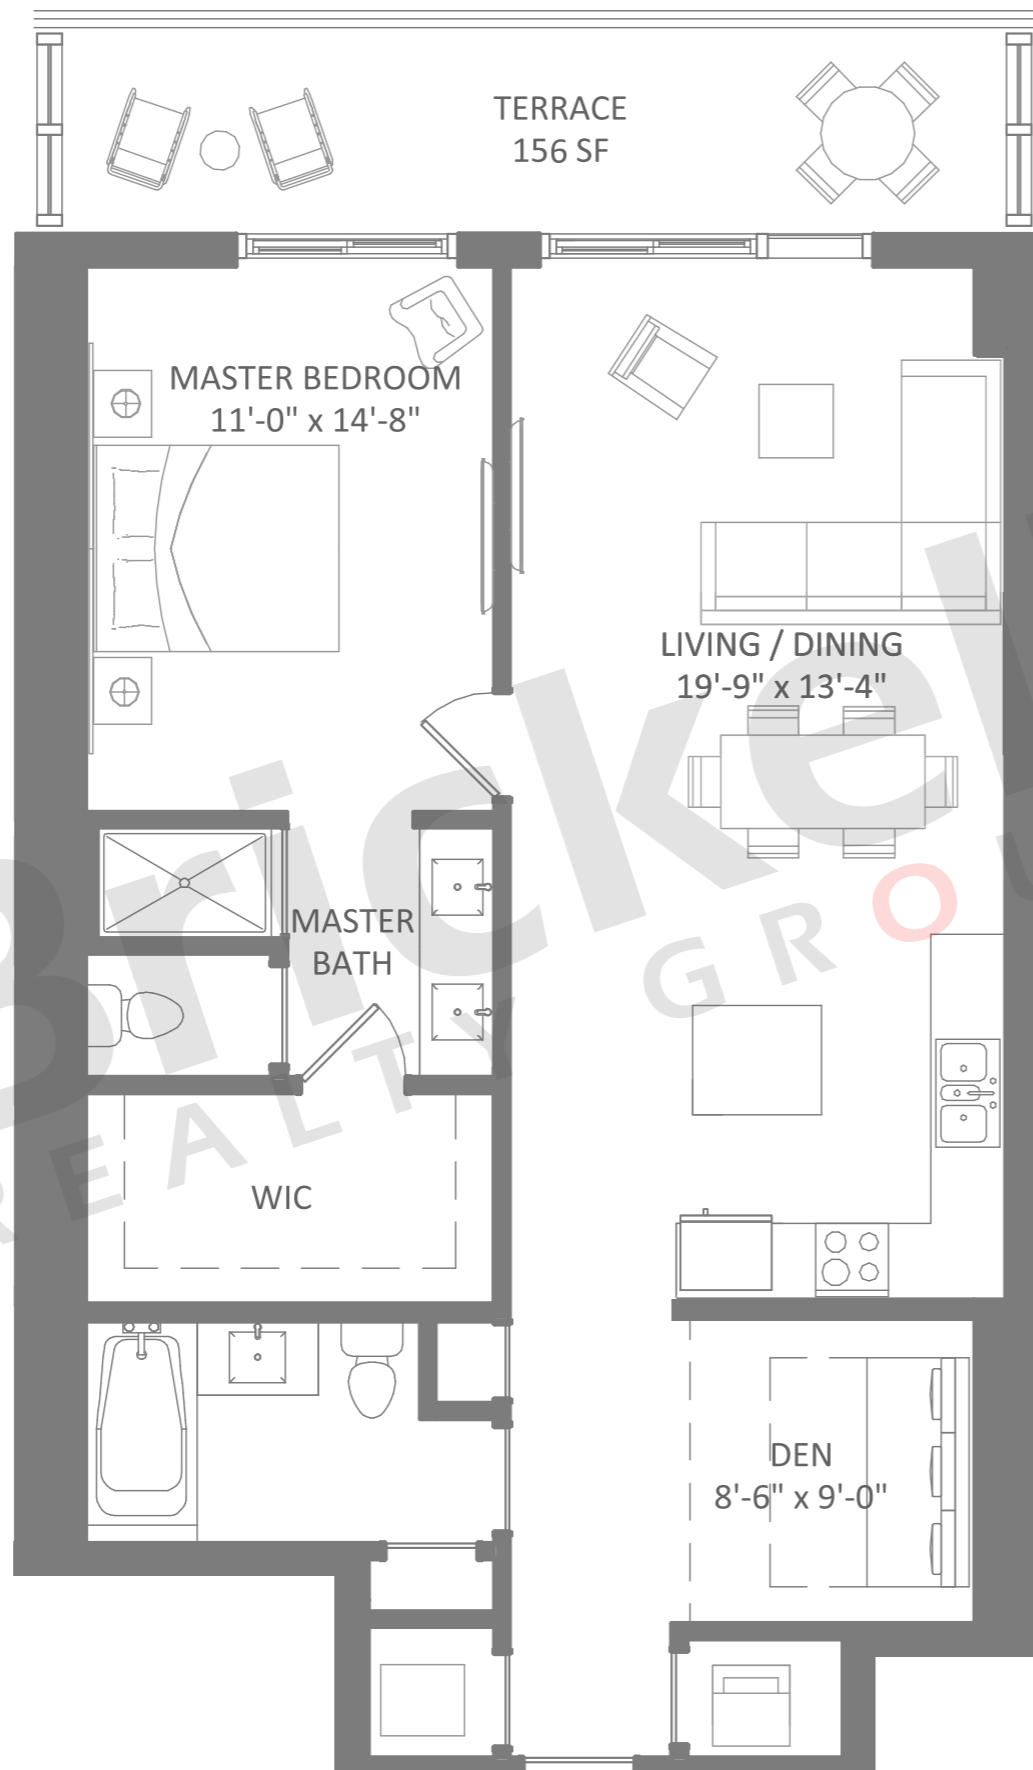 TERRACE
156 SF
MASTER BEDROOM
11'-0" x 14'-8"
LIVING / DINING
19'-9" x 13'-4"
MASTER
BATH
WIC
DEN
8'-6" x 9'-0"
Brickell
REALTY GROU